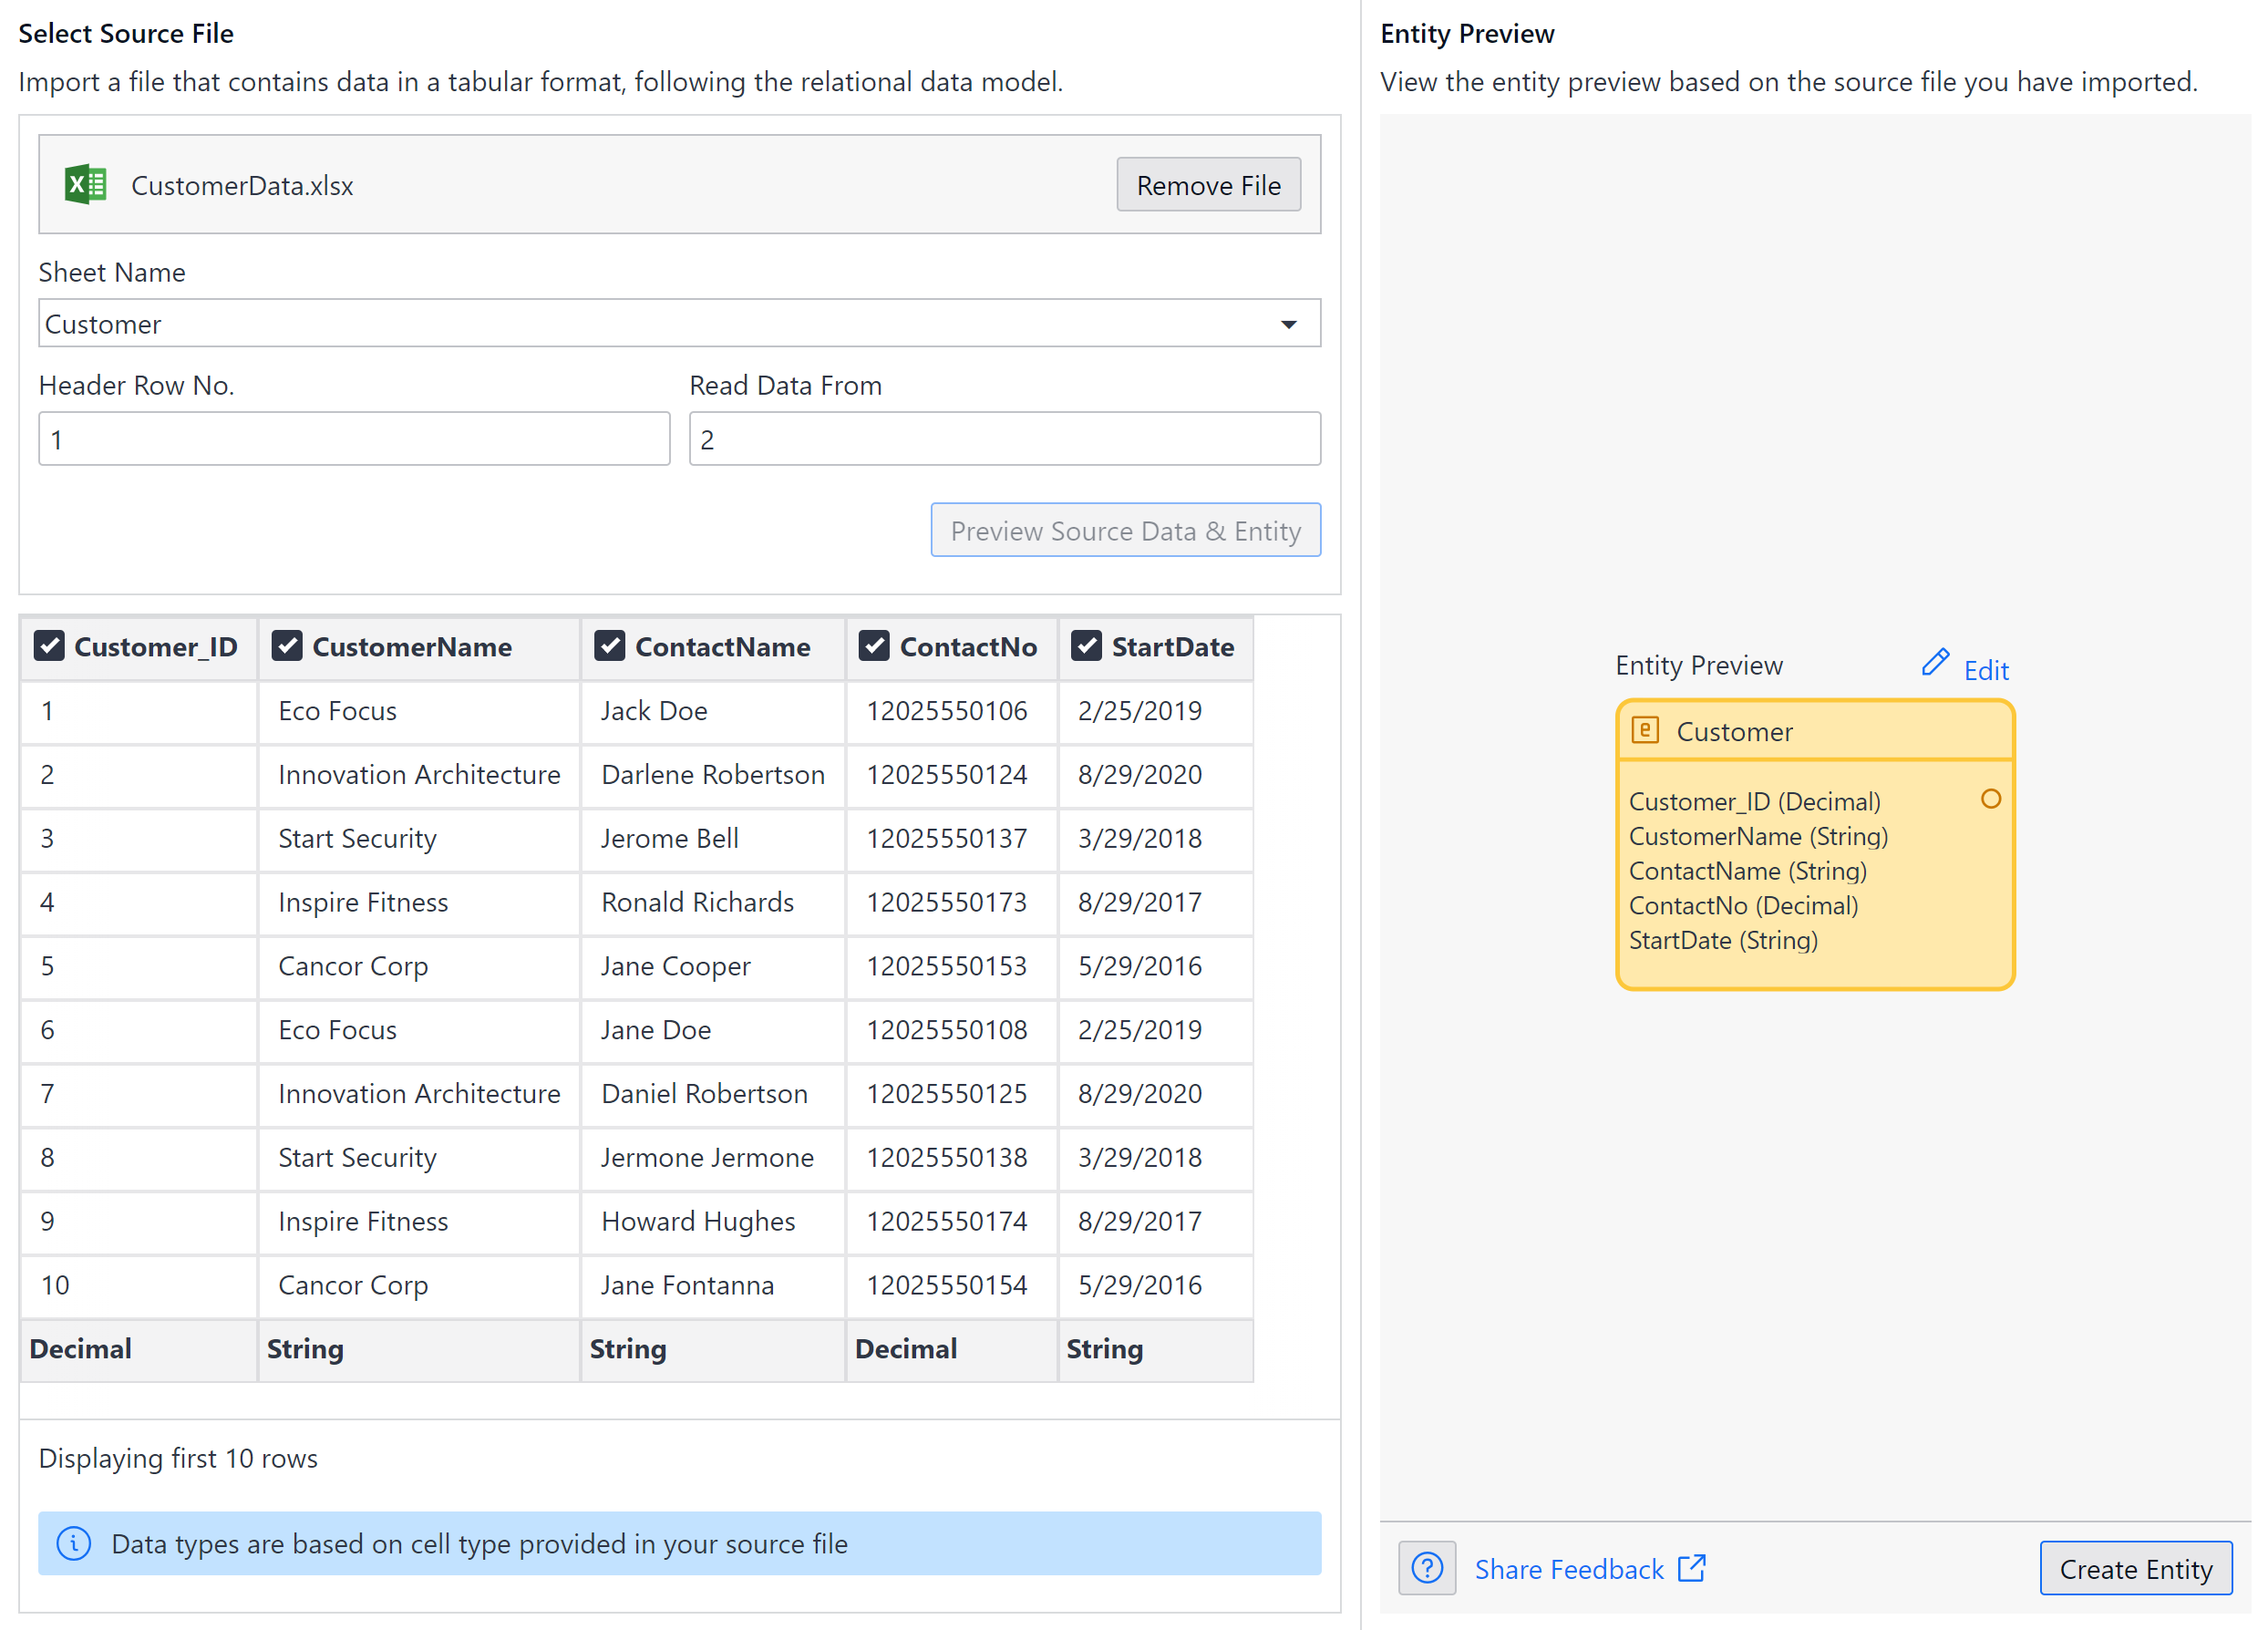 Select Source File
Import a file that contains data in a tabular format, following the relational data model.
CustomerData.xlsx
Remove File
Sheet Name
Customer
Header Row No.
Read Data From
1
2
Preview Source Data & Entity
Customer_ID CustomerName ContactName ContactNo StartDate
1 Eco Focus Jack Doe 12025550106 2/25/2019
2 Innovation Architecture Darlene Robertson 12025550124 8/29/2020
3 Start Security Jerome Bell 12025550137 3/29/2018
4 Inspire Fitness Ronald Richards 12025550173 8/29/2017
5 Cancor Corp Jane Cooper 12025550153 5/29/2016
6 Eco Focus Jane Doe 12025550108 2/25/2019
7 Innovation Architecture Daniel Robertson 12025550125 8/29/2020
8 Start Security Jermone Jermone 12025550138 3/29/2018
9 Inspire Fitness Howard Hughes 12025550174 8/29/2017
10 Cancor Corp Jane Fontanna 12025550154 5/29/2016
Decimal String String Decimal String
Displaying first 10 rows
Data types are based on cell type provided in your source file
Entity Preview
View the entity preview based on the source file you have imported.
Entity Preview
Edit
Customer
Customer_ID (Decimal)
CustomerName (String)
ContactName (String)
ContactNo (Decimal)
StartDate (String)
Share Feedback
Create Entity